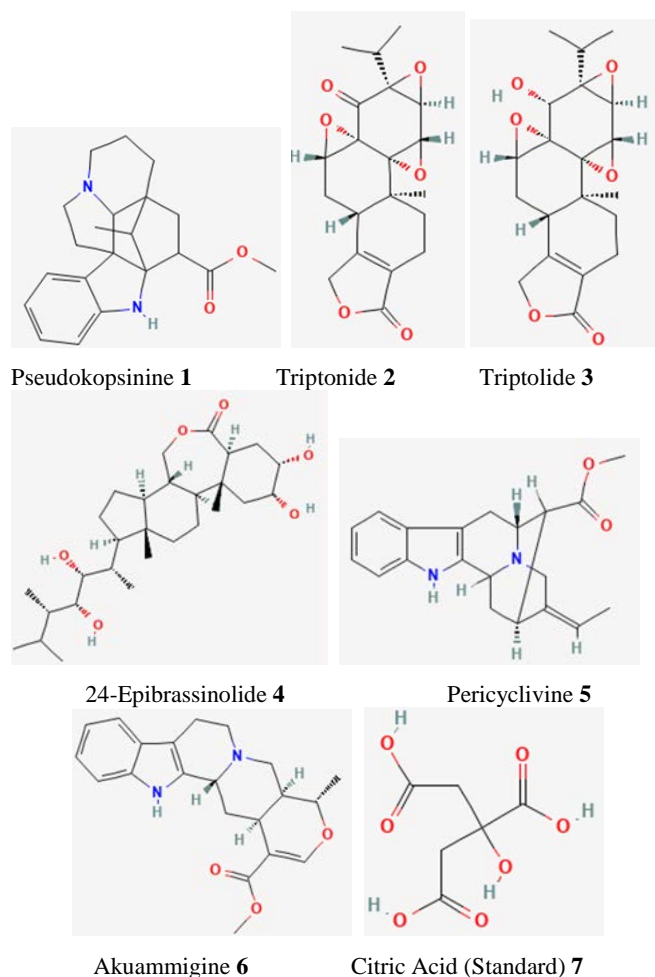 Pseudokopsinine 1
Triptonide 2
Triptolide 3
24-Epibrassinolide 4
Pericyclivine 5
Akuammigine 6
Citric Acid (Standard) 7